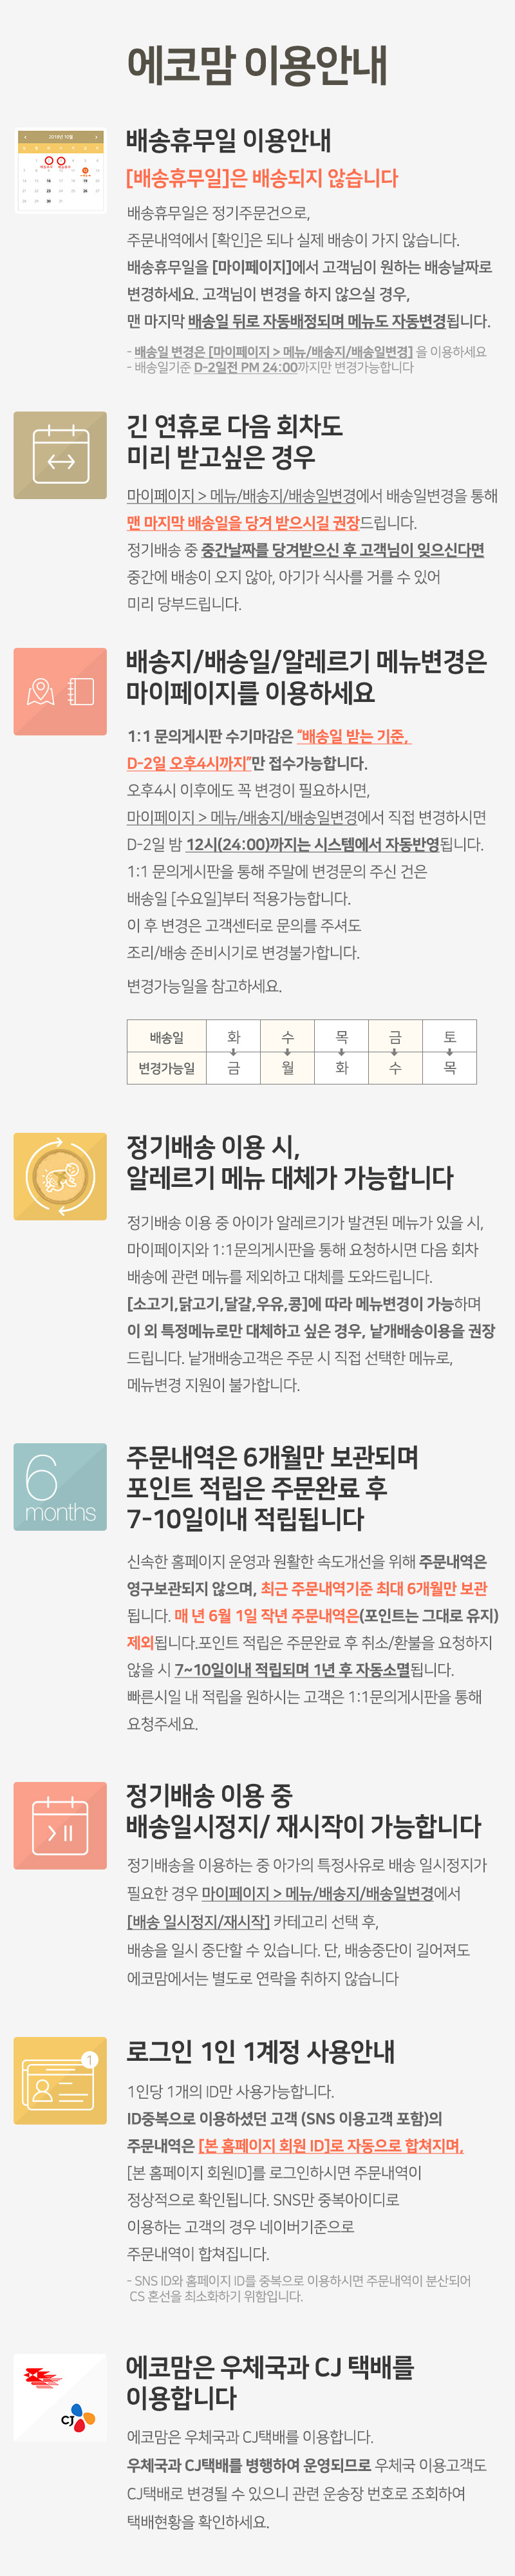 에코맘 이용안내
2018년 10월
배송휴무일 이용안내
[배송휴무일]은 배송되지 않습니다
배송휴무일은 정기주문건으로,
주문내역에서 [확인]은 되나 실제 배송이 가지 않습니다.
배송휴무일을 [마이페이지]에서 고객님이 원하는 배송날짜로
변경하세요. 고객님이 변경을 하지 않으실 경우,
맨 마지막 배송일 뒤로 자동배정되며 메뉴도 자동변경됩니다.
- 배송일 변경은 [마이페이지 > 메뉴/배송지/배송일변경] 을 이용하세요
- 배송일기준 D-2일전 PM 24:00까지만 변경가능합니다
긴 연휴로 다음 회차도
미리 받고싶은 경우
마이페이지 > 메뉴/배송지/배송일변경에서 배송일변경을 통해
맨 마지막 배송일을 당겨 받으시길 권장드립니다.
정기배송 중 중간날짜를 당겨받으신 후 고객님이 잊으신다면
중간에 배송이 오지 않아, 아기가 식사를 거를 수 있어
미리 당부드립니다.
배송지/배송일/알레르기 메뉴변경은
마이페이지를 이용하세요
1:1 문의게시판 수기마감은 “배송일 받는 기준,
D-2일 오후4시까지”만 접수가능합니다.
오후4시 이후에도 꼭 변경이 필요하시면,
마이페이지 > 메뉴/배송지/배송일변경에서 직접 변경하시면
D-2일 밤 12시(24:00)까지는 시스템에서 자동반영됩니다.
1:1 문의게시판을 통해 주말에 변경문의 주신 건은
배송일 [수요일]부터 적용가능합니다.
이 후 변경은 고객센터로 문의를 주셔도
조리/배송 준비시기로 변경불가합니다.
변경가능일을 참고하세요.
배송일 화 수 목 금 토
변경가능일 금 월 화 수 목
정기배송 이용 시,
알레르기 메뉴 대체가 가능합니다
정기배송 이용 중 아이가 알레르기가 발견된 메뉴가 있을 시,
마이페이지와 1:1문의게시판을 통해 요청하시면 다음 회차
배송에 관련 메뉴를 제외하고 대체를 도와드립니다.
[소고기,닭고기,달걀,우유,콩]에 따라 메뉴변경이 가능하며
이 외 특정메뉴로만 대체하고 싶은 경우, 낱개배송이용을 권장
드립니다. 낱개배송고객은 주문 시 직접 선택한 메뉴로,
메뉴변경 지원이 불가합니다.
6
months
주문내역은 6개월만 보관되며
포인트 적립은 주문완료 후
7-10일이내 적립됩니다
신속한 홈페이지 운영과 원활한 속도개선을 위해 주문내역은
영구보관되지 않으며, 최근 주문내역기준 최대 6개월만 보관
됩니다. 매 년 6월 1일 작년 주문내역은(포인트는 그대로 유지)
제외됩니다.포인트 적립은 주문완료 후 취소/환불을 요청하지
않을 시 7~10일이내 적립되며 1년 후 자동소멸됩니다.
빠른시일 내 적립을 원하시는 고객은 1:1문의게시판을 통해
요청주세요.
정기배송 이용 중
배송일시정지/ 재시작이 가능합니다
정기배송을 이용하는 중 아가의 특정사유로 배송 일시정지가
필요한 경우 마이페이지 > 메뉴/배송지/배송일변경에서
[배송 일시정지/재시작] 카테고리 선택 후,
배송을 일시 중단할 수 있습니다. 단, 배송중단이 길어져도
에코맘에서는 별도로 연락을 취하지 않습니다
1
로그인 1인 1계정 사용안내
1인당 1개의 ID만 사용가능합니다.
ID중복으로 이용하셨던 고객 (SNS 이용고객 포함)의
주문내역은 [본 홈페이지 회원 ID]로 자동으로 합쳐지며,
[본 홈페이지 회원ID]를 로그인하시면 주문내역이
정상적으로 확인됩니다. SNS만 중복아이디로
이용하는 고객의 경우 네이버기준으로
주문내역이 합쳐집니다.
- SNS ID와 홈페이지 ID를 중복으로 이용하시면 주문내역이 분산되어
CS 혼선을 최소화하기 위함입니다.
CJ
에코맘은 우체국과 CJ 택배를
이용합니다
에코맘은 우체국과 CJ택배를 이용합니다.
우체국과 CJ택배를 병행하여 운영되므로 우체국 이용고객도
CJ택배로 변경될 수 있으니 관련 운송장 번호로 조회하여
택배현황을 확인하세요.